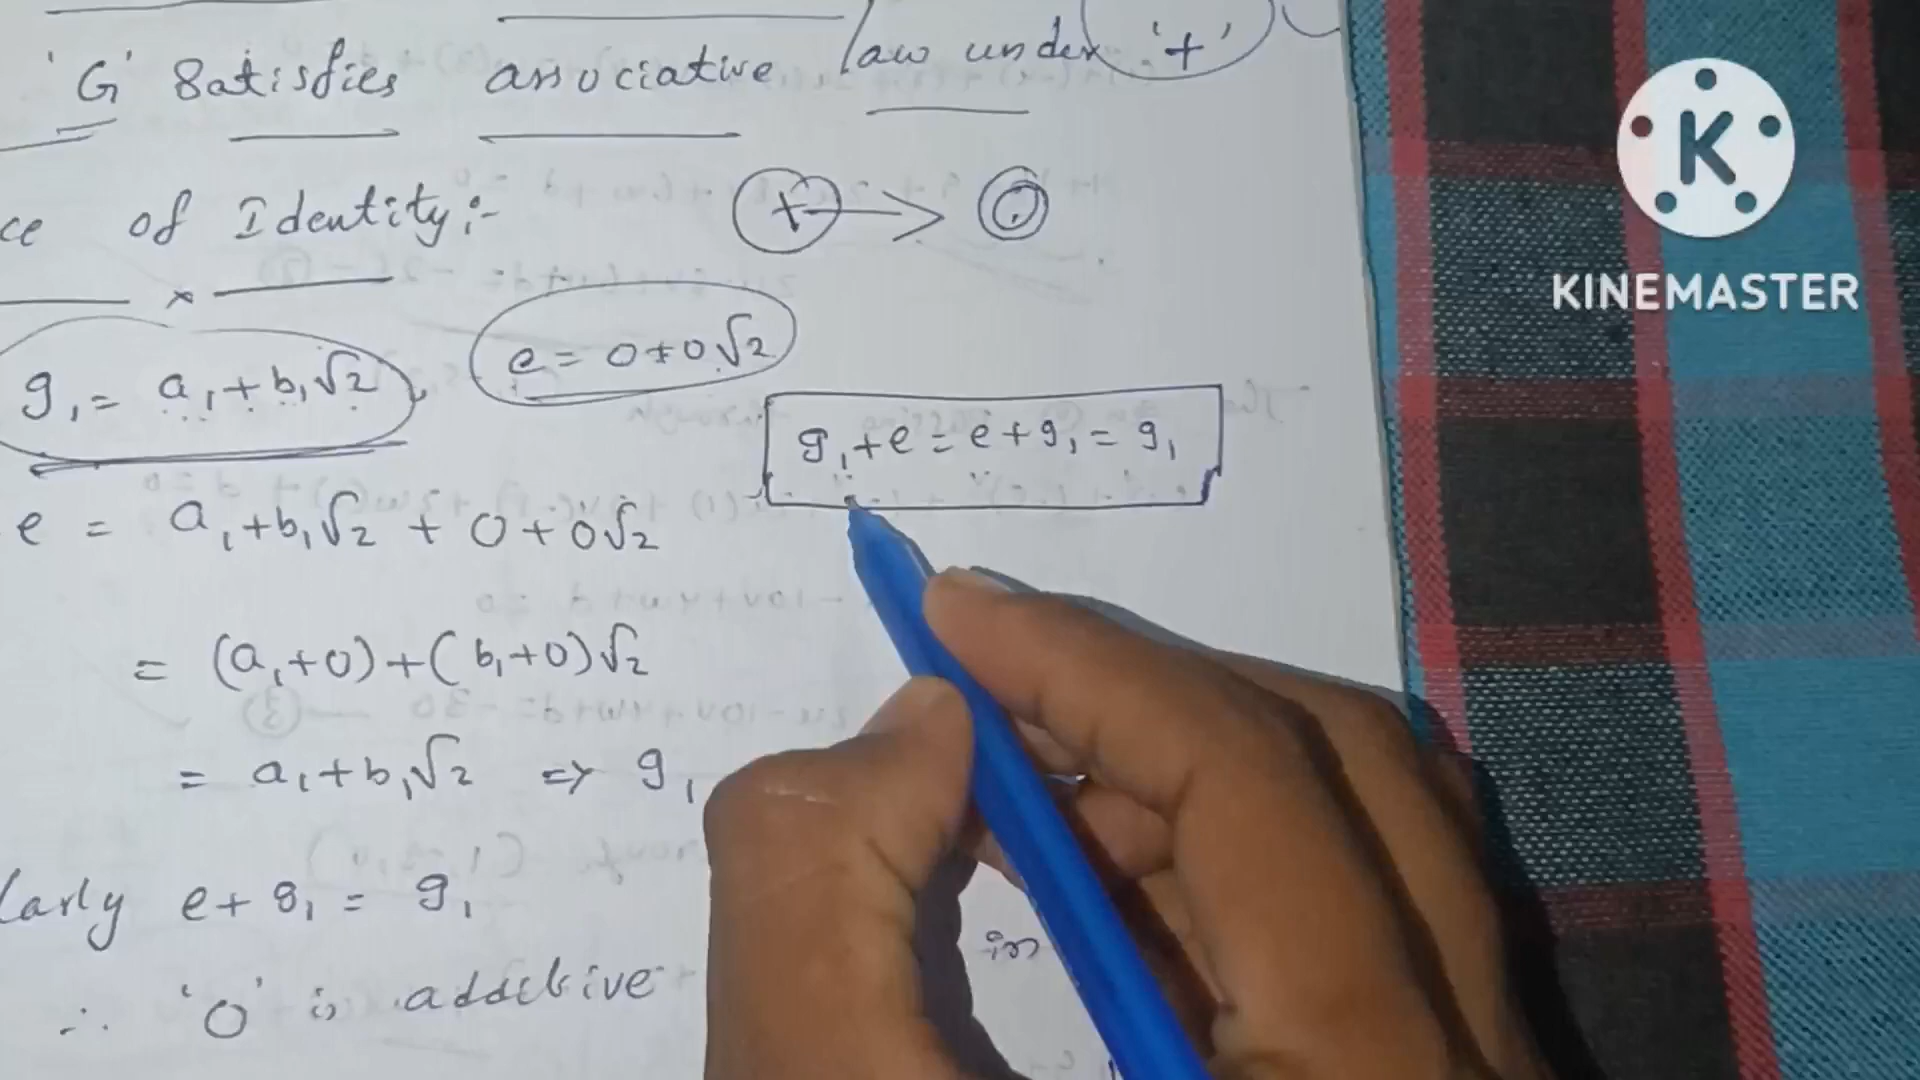 'G' Satisfies associative law under '+'
ce of Identity:- + → 0
g₁ = a₁+b₁√2, e = 0+0√2
g₁+e = e+g₁ = g₁
e = a₁+b₁√2 + 0+0√2
= (a₁+0)+(b₁+0)√2
= a₁+b₁√2 => g₁
larly e+g₁ = g₁
∴ '0' is additive in
KINEMASTER